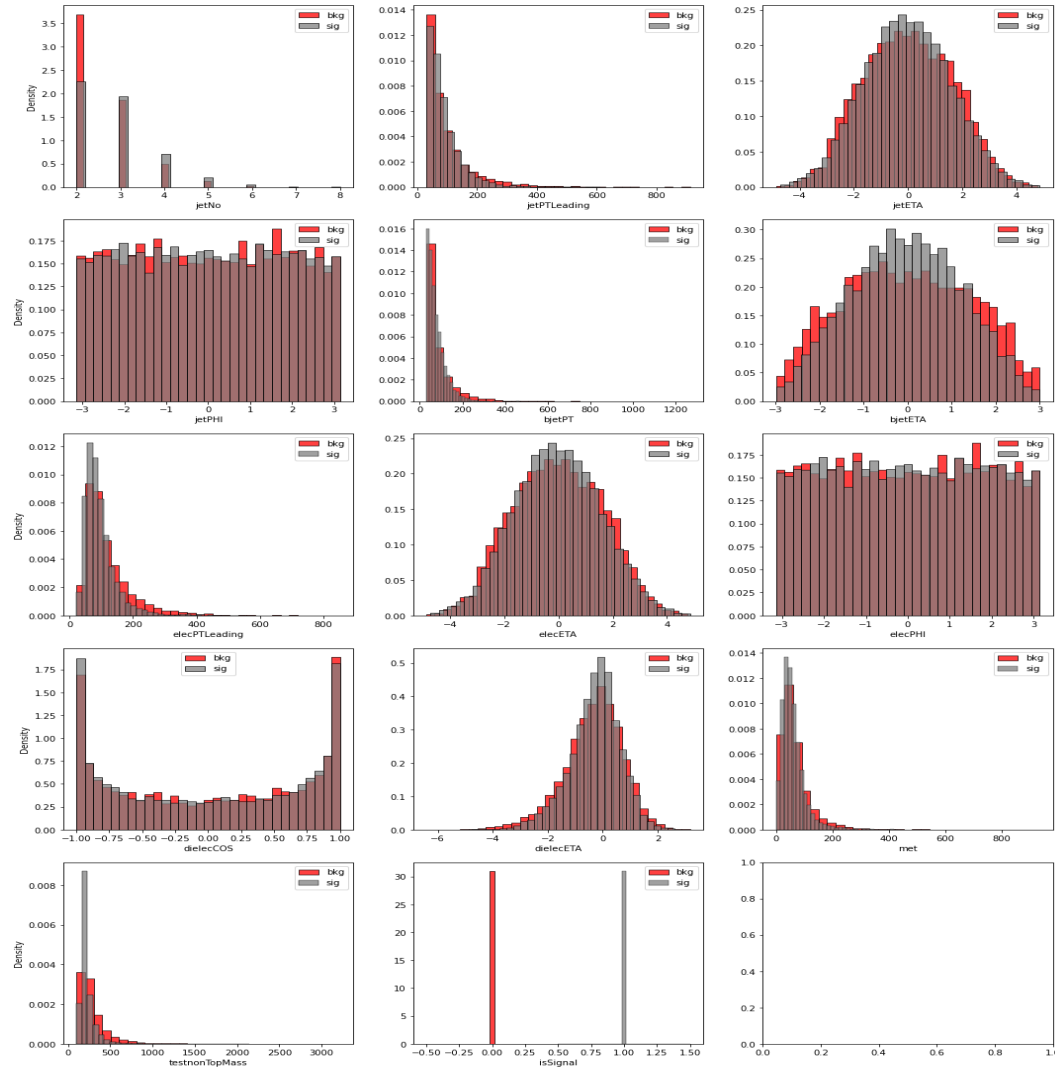 3.5
3.0
2.5
2.0
1.5
1.0
0.5
0.0
Density
2 3 4 5 6 7 8
jetNo
bkg
sig
0.014
0.012
0.010
0.008
0.006
0.004
0.002
0.000
200 400 600 800
jetPTLeading
bkg
sig
0.25
0.20
0.15
0.10
0.05
0.00
−4 −2 0 2 4
jetETA
bkg
sig
0.175
0.150
0.125
0.100
0.075
0.050
0.025
0.000
Density
−3 −2 −1 0 1 2 3
jetPHI
bkg
sig
0.016
0.014
0.012
0.010
0.008
0.006
0.004
0.002
0.000
0 200 400 600 800 1000 1200
bjetPT
bkg
sig
0.30
0.25
0.20
0.15
0.10
0.05
0.00
−3 −2 −1 0 1 2 3
bjetETA
bkg
sig
0.012
0.010
0.008
0.006
0.004
0.002
0.000
Density
0 200 400 600 800
elecPTLeading
bkg
sig
0.25
0.20
0.15
0.10
0.05
0.00
−4 −2 0 2 4
elecETA
bkg
sig
0.175
0.150
0.125
0.100
0.075
0.050
0.025
0.000
−3 −2 −1 0 1 2 3
elecPHI
bkg
sig
1.75
1.50
1.25
1.00
0.75
0.50
0.25
0.00
Density
−1.00 −0.75 −0.50 −0.25 0.00 0.25 0.50 0.75 1.00
dielecCOS
bkg
sig
0.5
0.4
0.3
0.2
0.1
0.0
−6 −4 −2 0 2
dielecETA
bkg
sig
0.014
0.012
0.010
0.008
0.006
0.004
0.002
0.000
0 200 400 600 800
met
bkg
sig
0.008
0.006
0.004
0.002
0.000
Density
0 500 1000 1500 2000 2500 3000
testnonTopMass
bkg
sig
30
25
20
15
10
5
0
−0.50 −0.25 0.00 0.25 0.50 0.75 1.00 1.25 1.50
isSignal
bkg
sig
1.0
0.8
0.6
0.4
0.2
0.0
0.0 0.2 0.4 0.6 0.8 1.0